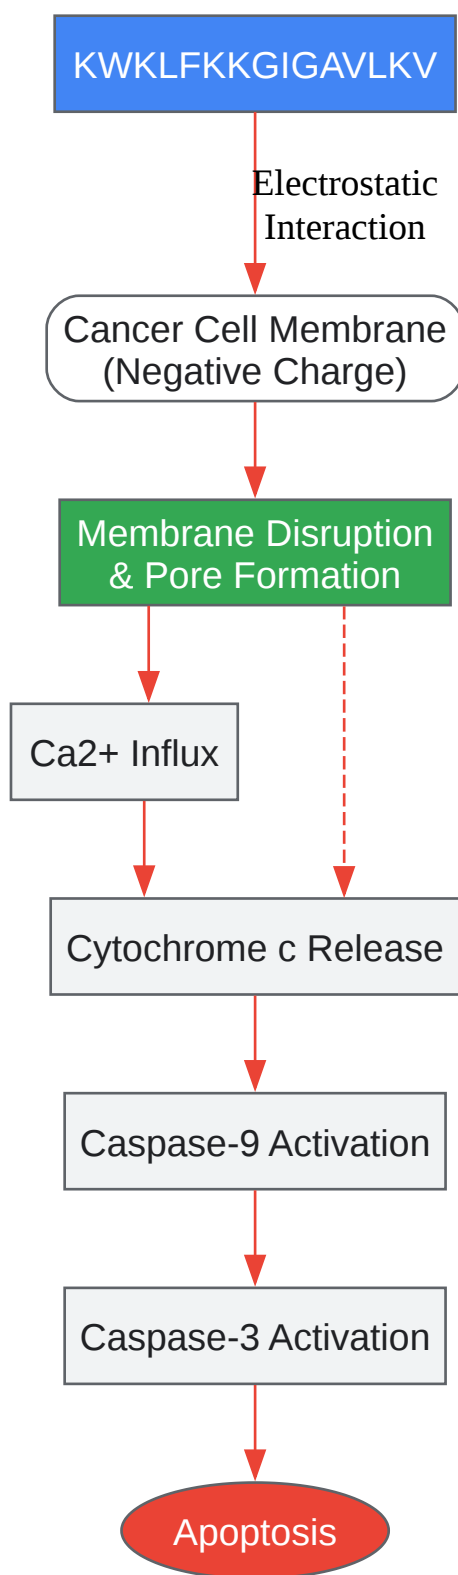 KWKLFKKGIGAVLKV
Electrostatic
Interaction
Cancer Cell Membrane
(Negative Charge)
Membrane Disruption
& Pore Formation
Ca2+ Influx
Cytochrome c Release
Caspase-9 Activation
Caspase-3 Activation
Apoptosis